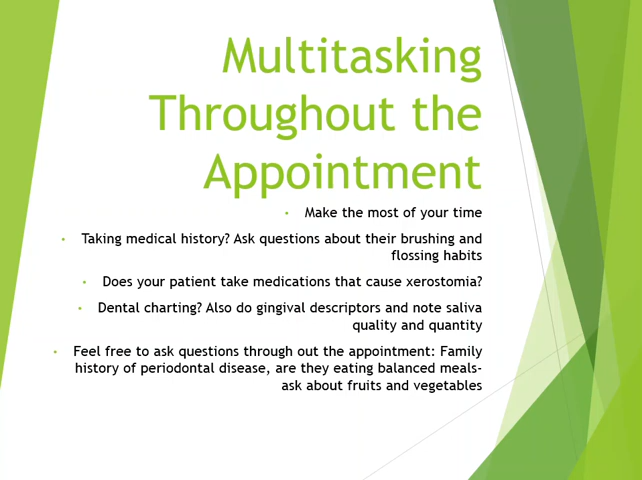 Multitasking
Throughout the
Appointment
• Make the most of your time
• Taking medical history? Ask questions about their brushing and
flossing habits
• Does your patient take medications that cause xerostomia?
• Dental charting? Also do gingival descriptors and note saliva
quality and quantity
• Feel free to ask questions through out the appointment: Family
history of periodontal disease, are they eating balanced meals-
ask about fruits and vegetables